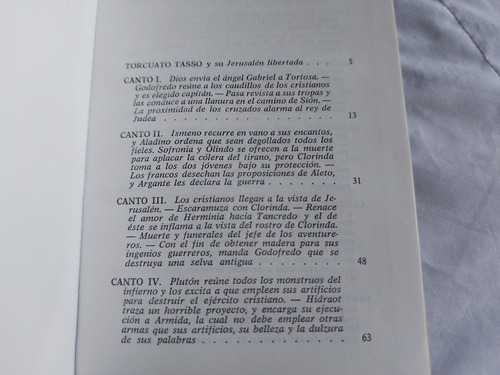 TORCUATO TASSO y su Jerusalén libertada . . . . 5
CANTO I. Dios envía el ángel Gabriel a Tortosa. —
Godofredo reúne a los caudillos de los cristianos
y es elegido capitán. — Pasa revista a sus tropas y
las conduce a una llanura en el camino de Sión. —
La proximidad de los cruzados alarma al rey de
Judea . . . . . . . . . . . . . . . 13
CANTO II. Ismeno recurre en vano a sus encantos,
y Aladino ordena que sean degollados todos los
fieles. Sofronia y Olindo se ofrecen a la muerte
para aplacar la cólera del tirano, pero Clorinda
toma a los dos jóvenes bajo su protección. —
Los francos desechan las proposiciones de Aleto,
y Argante les declara la guerra . . . . . . . 31
CANTO III. Los cristianos llegan a la vista de Je-
rusalén. — Escaramuza con Clorinda. — Renace
el amor de Herminia hacia Tancredo y el de
éste se inflama a la vista del rostro de Clorinda.
— Muerte y funerales del jefe de los aventure-
ros. — Con el fin de obtener madera para sus
ingenios guerreros, manda Godofredo que se
destruya una selva antigua . . . . . . . . 48
CANTO IV. Plutón reúne todos los monstruos del
infierno y los excita a que empleen sus artificios
para destruir el ejército cristiano. — Hidraot
traza un horrible proyecto, y encarga su ejecu-
ción a Armida, la cual no debe emplear otras
armas que sus artificios, su belleza y la dulzura
de sus palabras . . . . . . . . . . . . 63